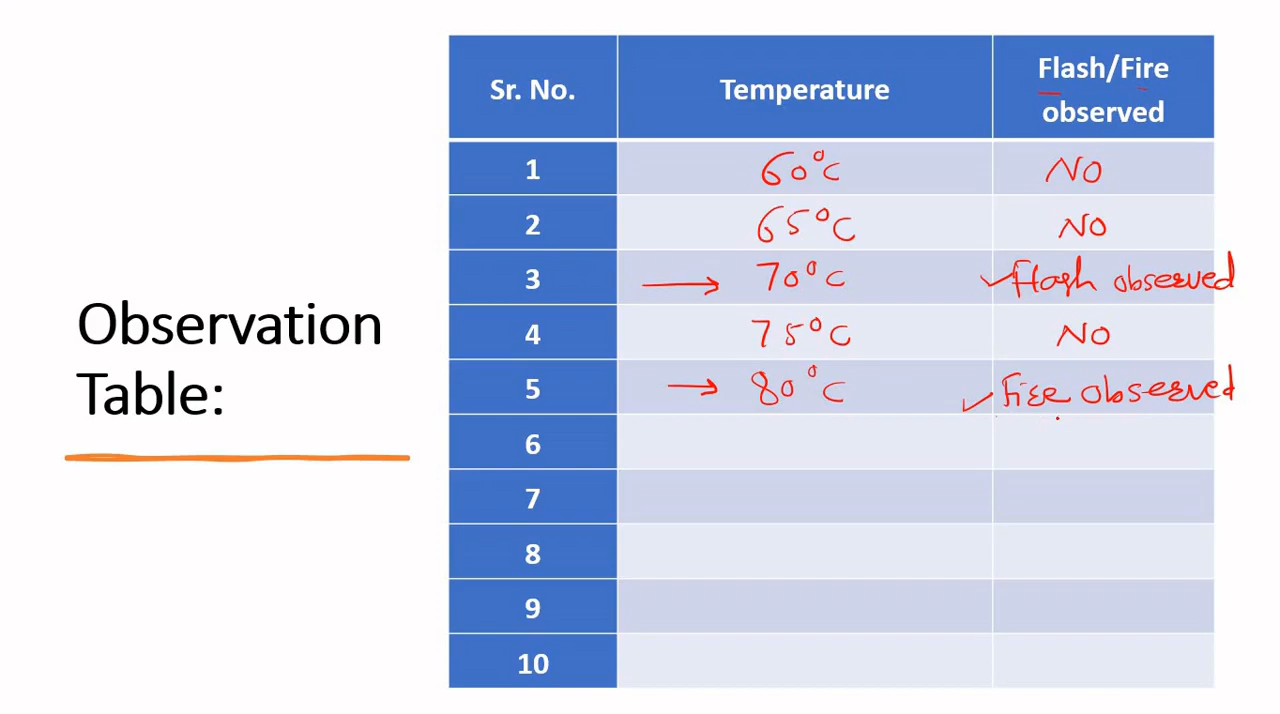 Observation
Table:
Sr. No. Temperature Flash/Fire observed
1 60°C NO
2 65°C NO
3 70°C Flash observed
4 75°C NO
5 80°C Fire observed
6
7
8
9
10